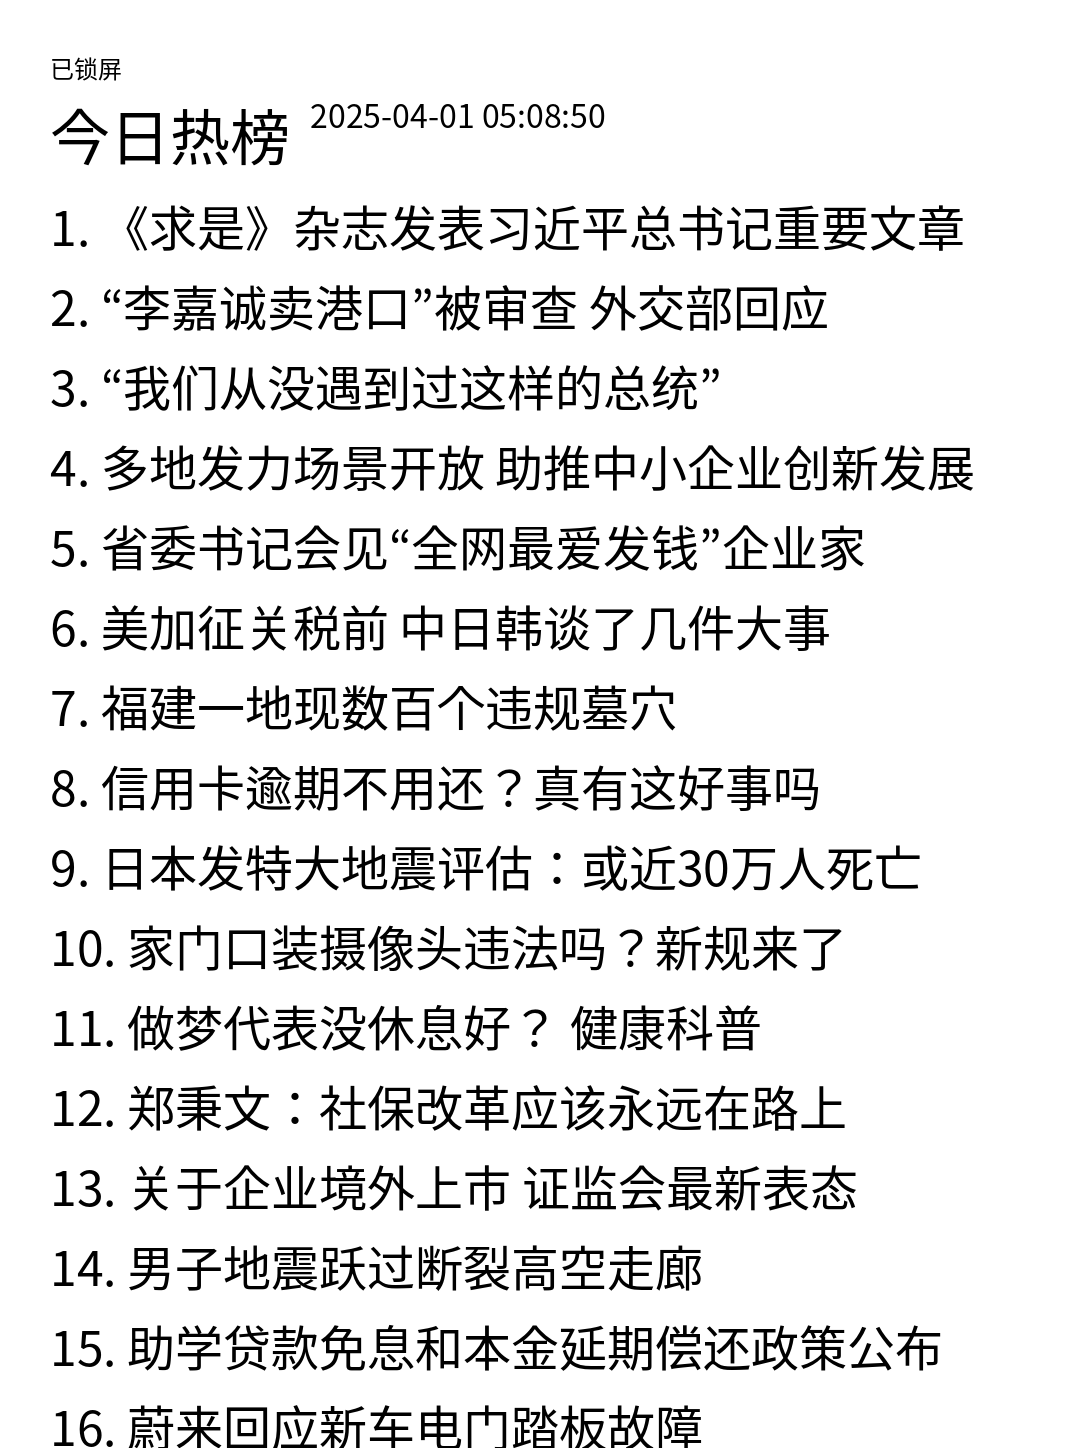 已锁屏
今日热榜 2025-04-01 05:08:50
1. 《求是》杂志发表习近平总书记重要文章
2. “李嘉诚卖港口”被审查 外交部回应
3. “我们从没遇到过这样的总统”
4. 多地发力场景开放 助推中小企业创新发展
5. 省委书记会见“全网最爱发钱”企业家
6. 美加征关税前 中日韩谈了几件大事
7. 福建一地现数百个违规墓穴
8. 信用卡逾期不用还？真有这好事吗
9. 日本发特大地震评估：或近30万人死亡
10. 家门口装摄像头违法吗？新规来了
11. 做梦代表没休息好？ 健康科普
12. 郑秉文：社保改革应该永远在路上
13. 关于企业境外上市 证监会最新表态
14. 男子地震跃过断裂高空走廊
15. 助学贷款免息和本金延期偿还政策公布
16. 蔚来回应新车电门踏板故障